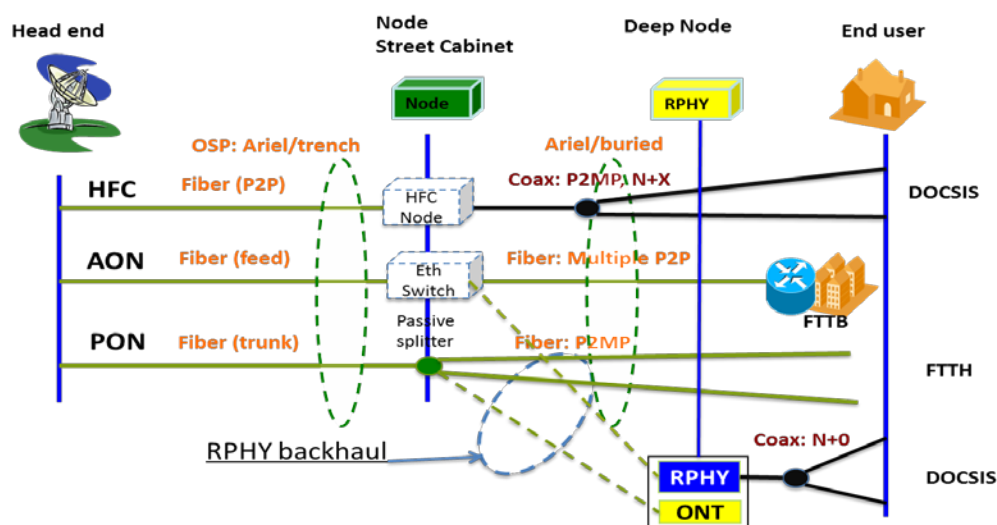 Head end
Node
Street Cabinet
Deep Node
End user
Node
RPHY
OSP: Ariel/trench
Ariel/buried
HFC
Fiber (P2P)
HFC
Node
Coax: P2MP, N+X
DOCSIS
AON
Fiber (feed)
Eth
Switch
Fiber: Multiple P2P
FTTB
PON
Fiber (trunk)
Passive
splitter
Fiber: P2MP
FTTH
RPHY backhaul
Coax: N+0
RPHY
ONT
DOCSIS